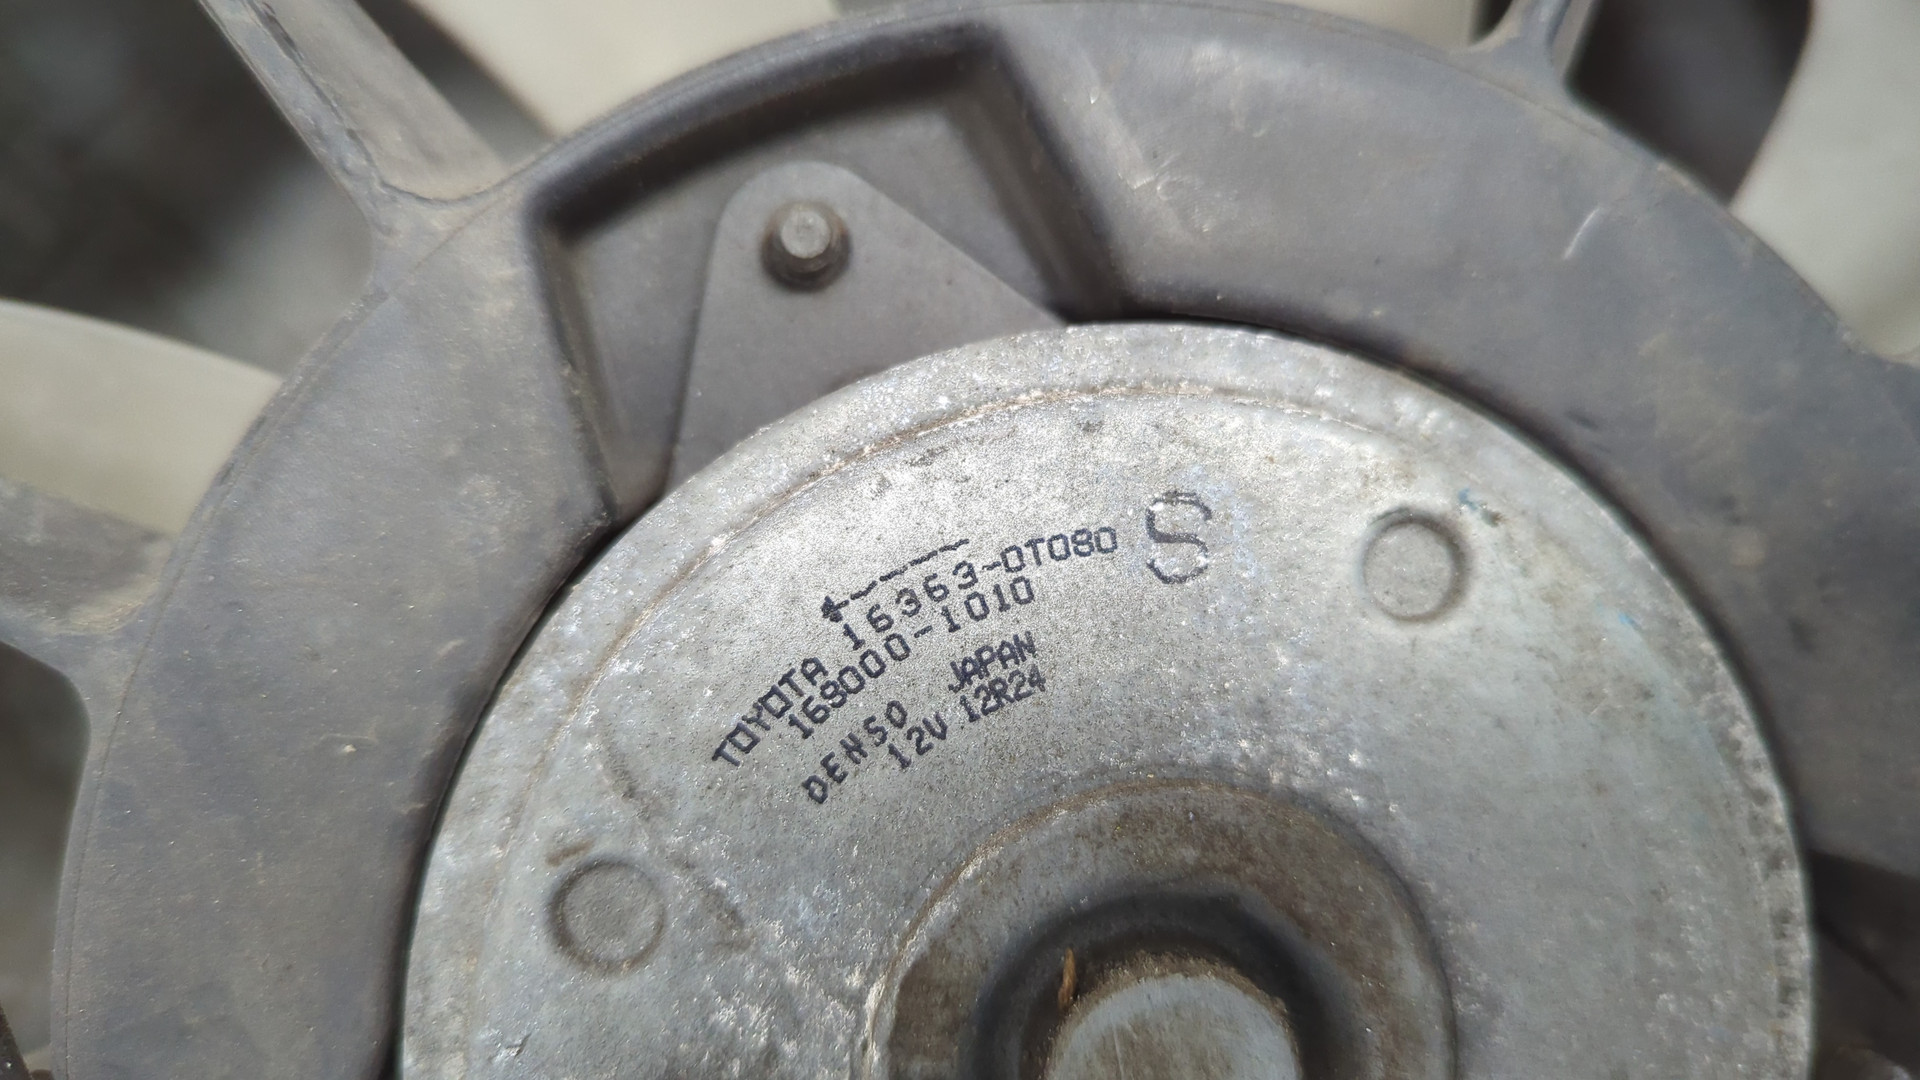 TOYOTA 16363-0T080
168000-1010
DENSO JAPAN
12V 12R24
S